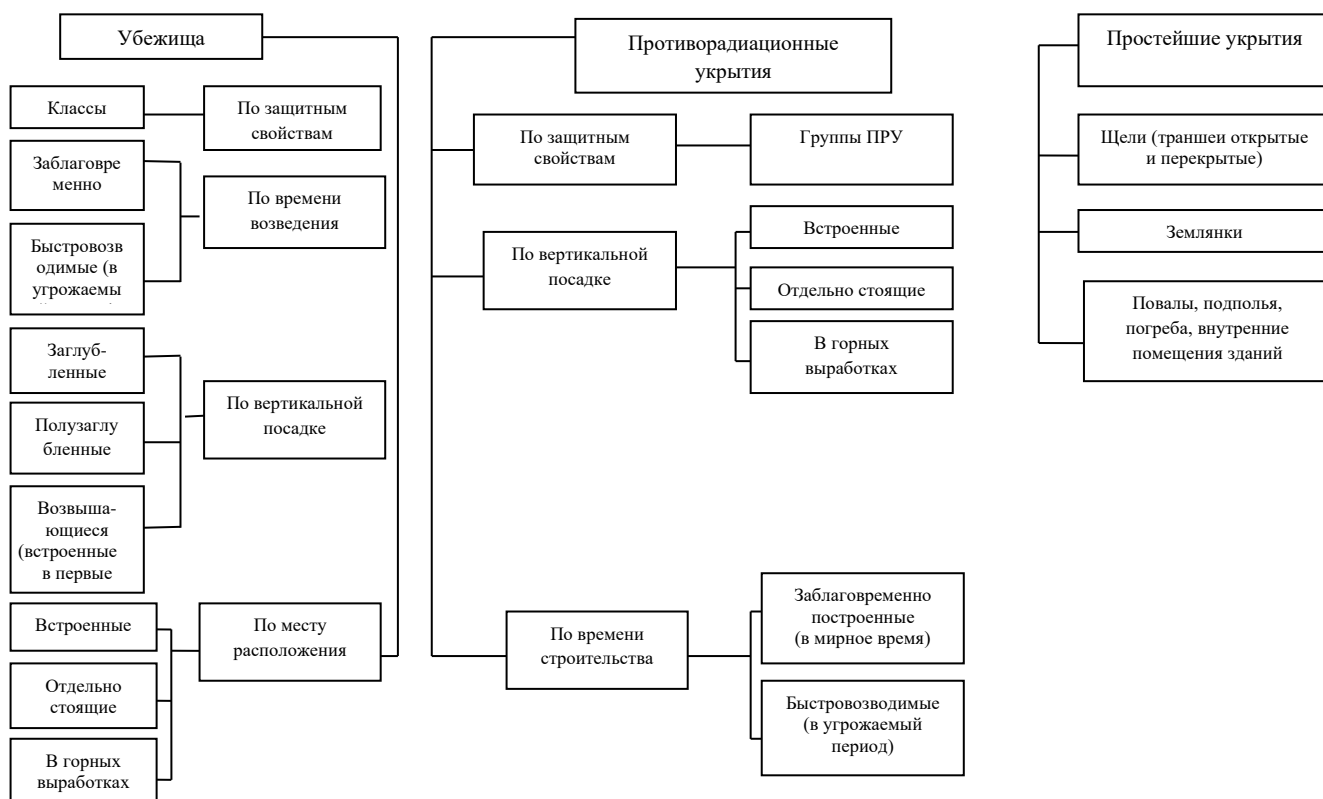 Убежища
Классы
По защитным
свойствам
Заблаговре
менно
По времени
возведения
Быстровозв
одимые (в
угрожаемы
Заглуб-
ленные
По вертикальной
посадке
Полузаглу
бленные
Возвыша-
ющиеся
(встроенные
в первые
Встроенные
По месту
расположения
Отдельно
стоящие
В горных
выработках
Противорадиационные
укрытия
По защитным
свойствам
Группы ПРУ
По вертикальной
посадке
Встроенные
Отдельно стоящие
В горных
выработках
По времени
строительства
Заблаговременно
построенные
(в мирное время)
Быстровозводимые
(в угрожаемый
период)
Простейшие укрытия
Щели (траншеи открытые
и перекрытые)
Землянки
Повалы, подполья,
погреба, внутренние
помещения зданий